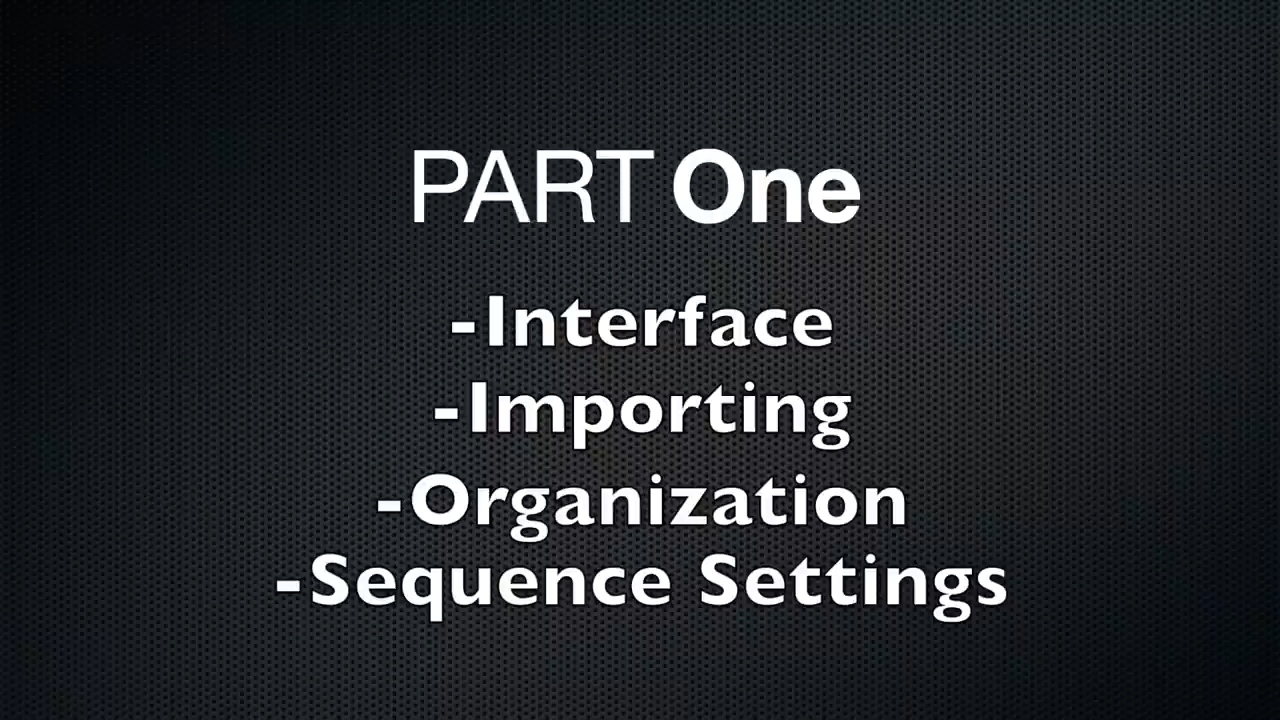 PART One
-Interface
-Importing
-Organization
-Sequence Settings